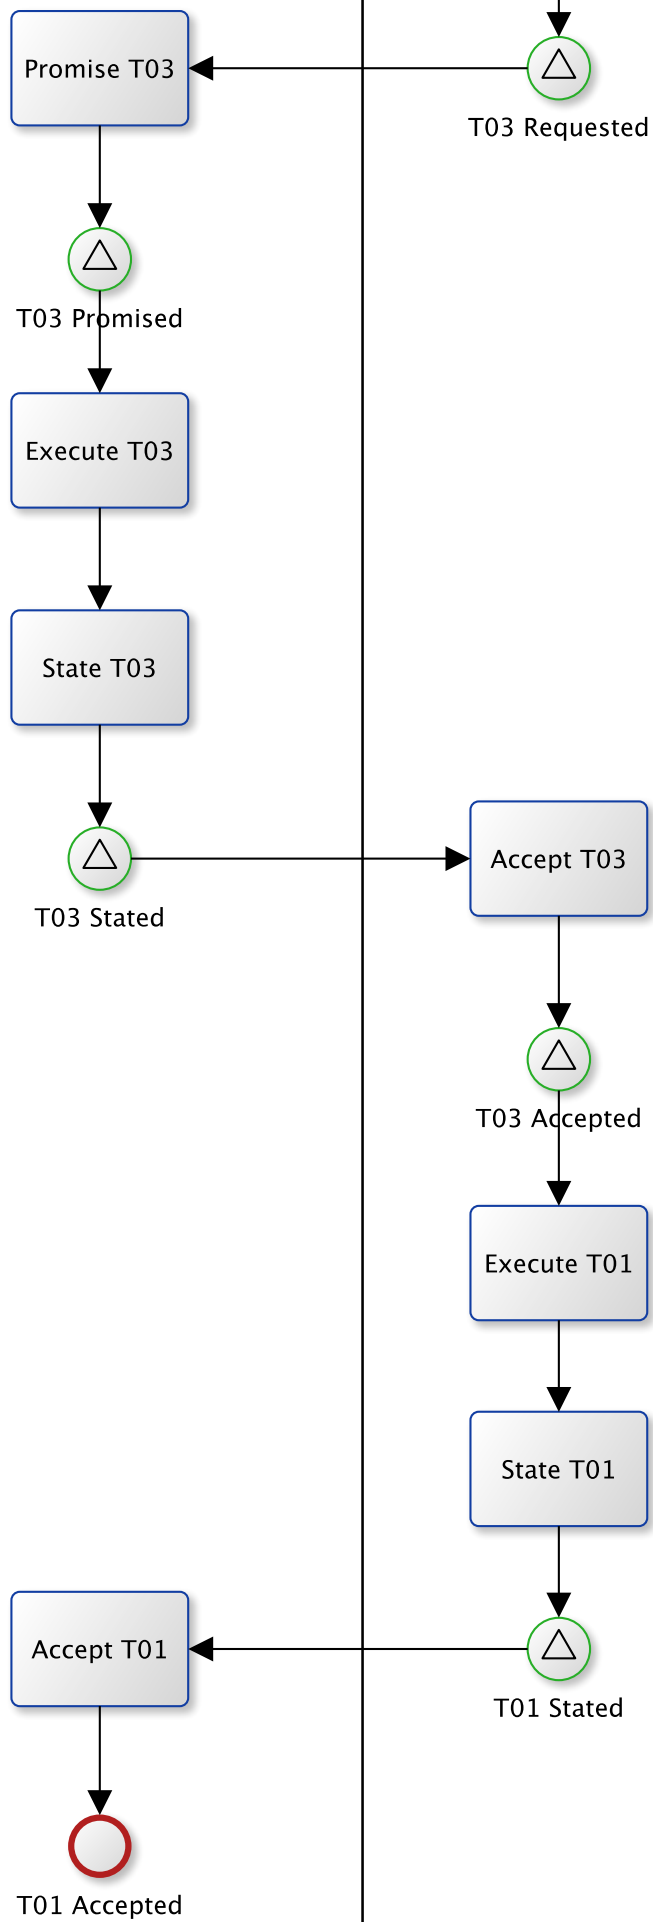 Promise T03
T03 Requested
T03 Promised
Execute T03
State T03
Accept T03
T03 Stated
T03 Accepted
Execute T01
State T01
Accept T01
T01 Stated
T01 Accepted